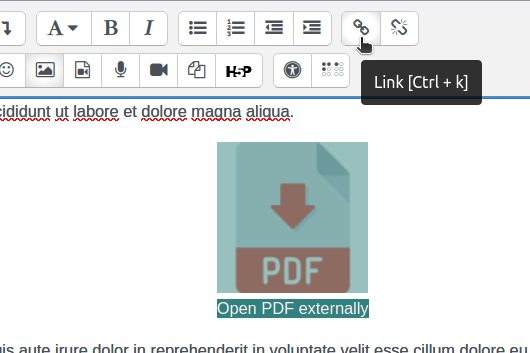 A B I
H-P
Link [Ctrl + k]
cididunt ut labore et dolore magna aliqua.
PDF
Open PDF externally
uis aute irure dolor in reprehenderit in voluptate velit esse cillum dolore eu